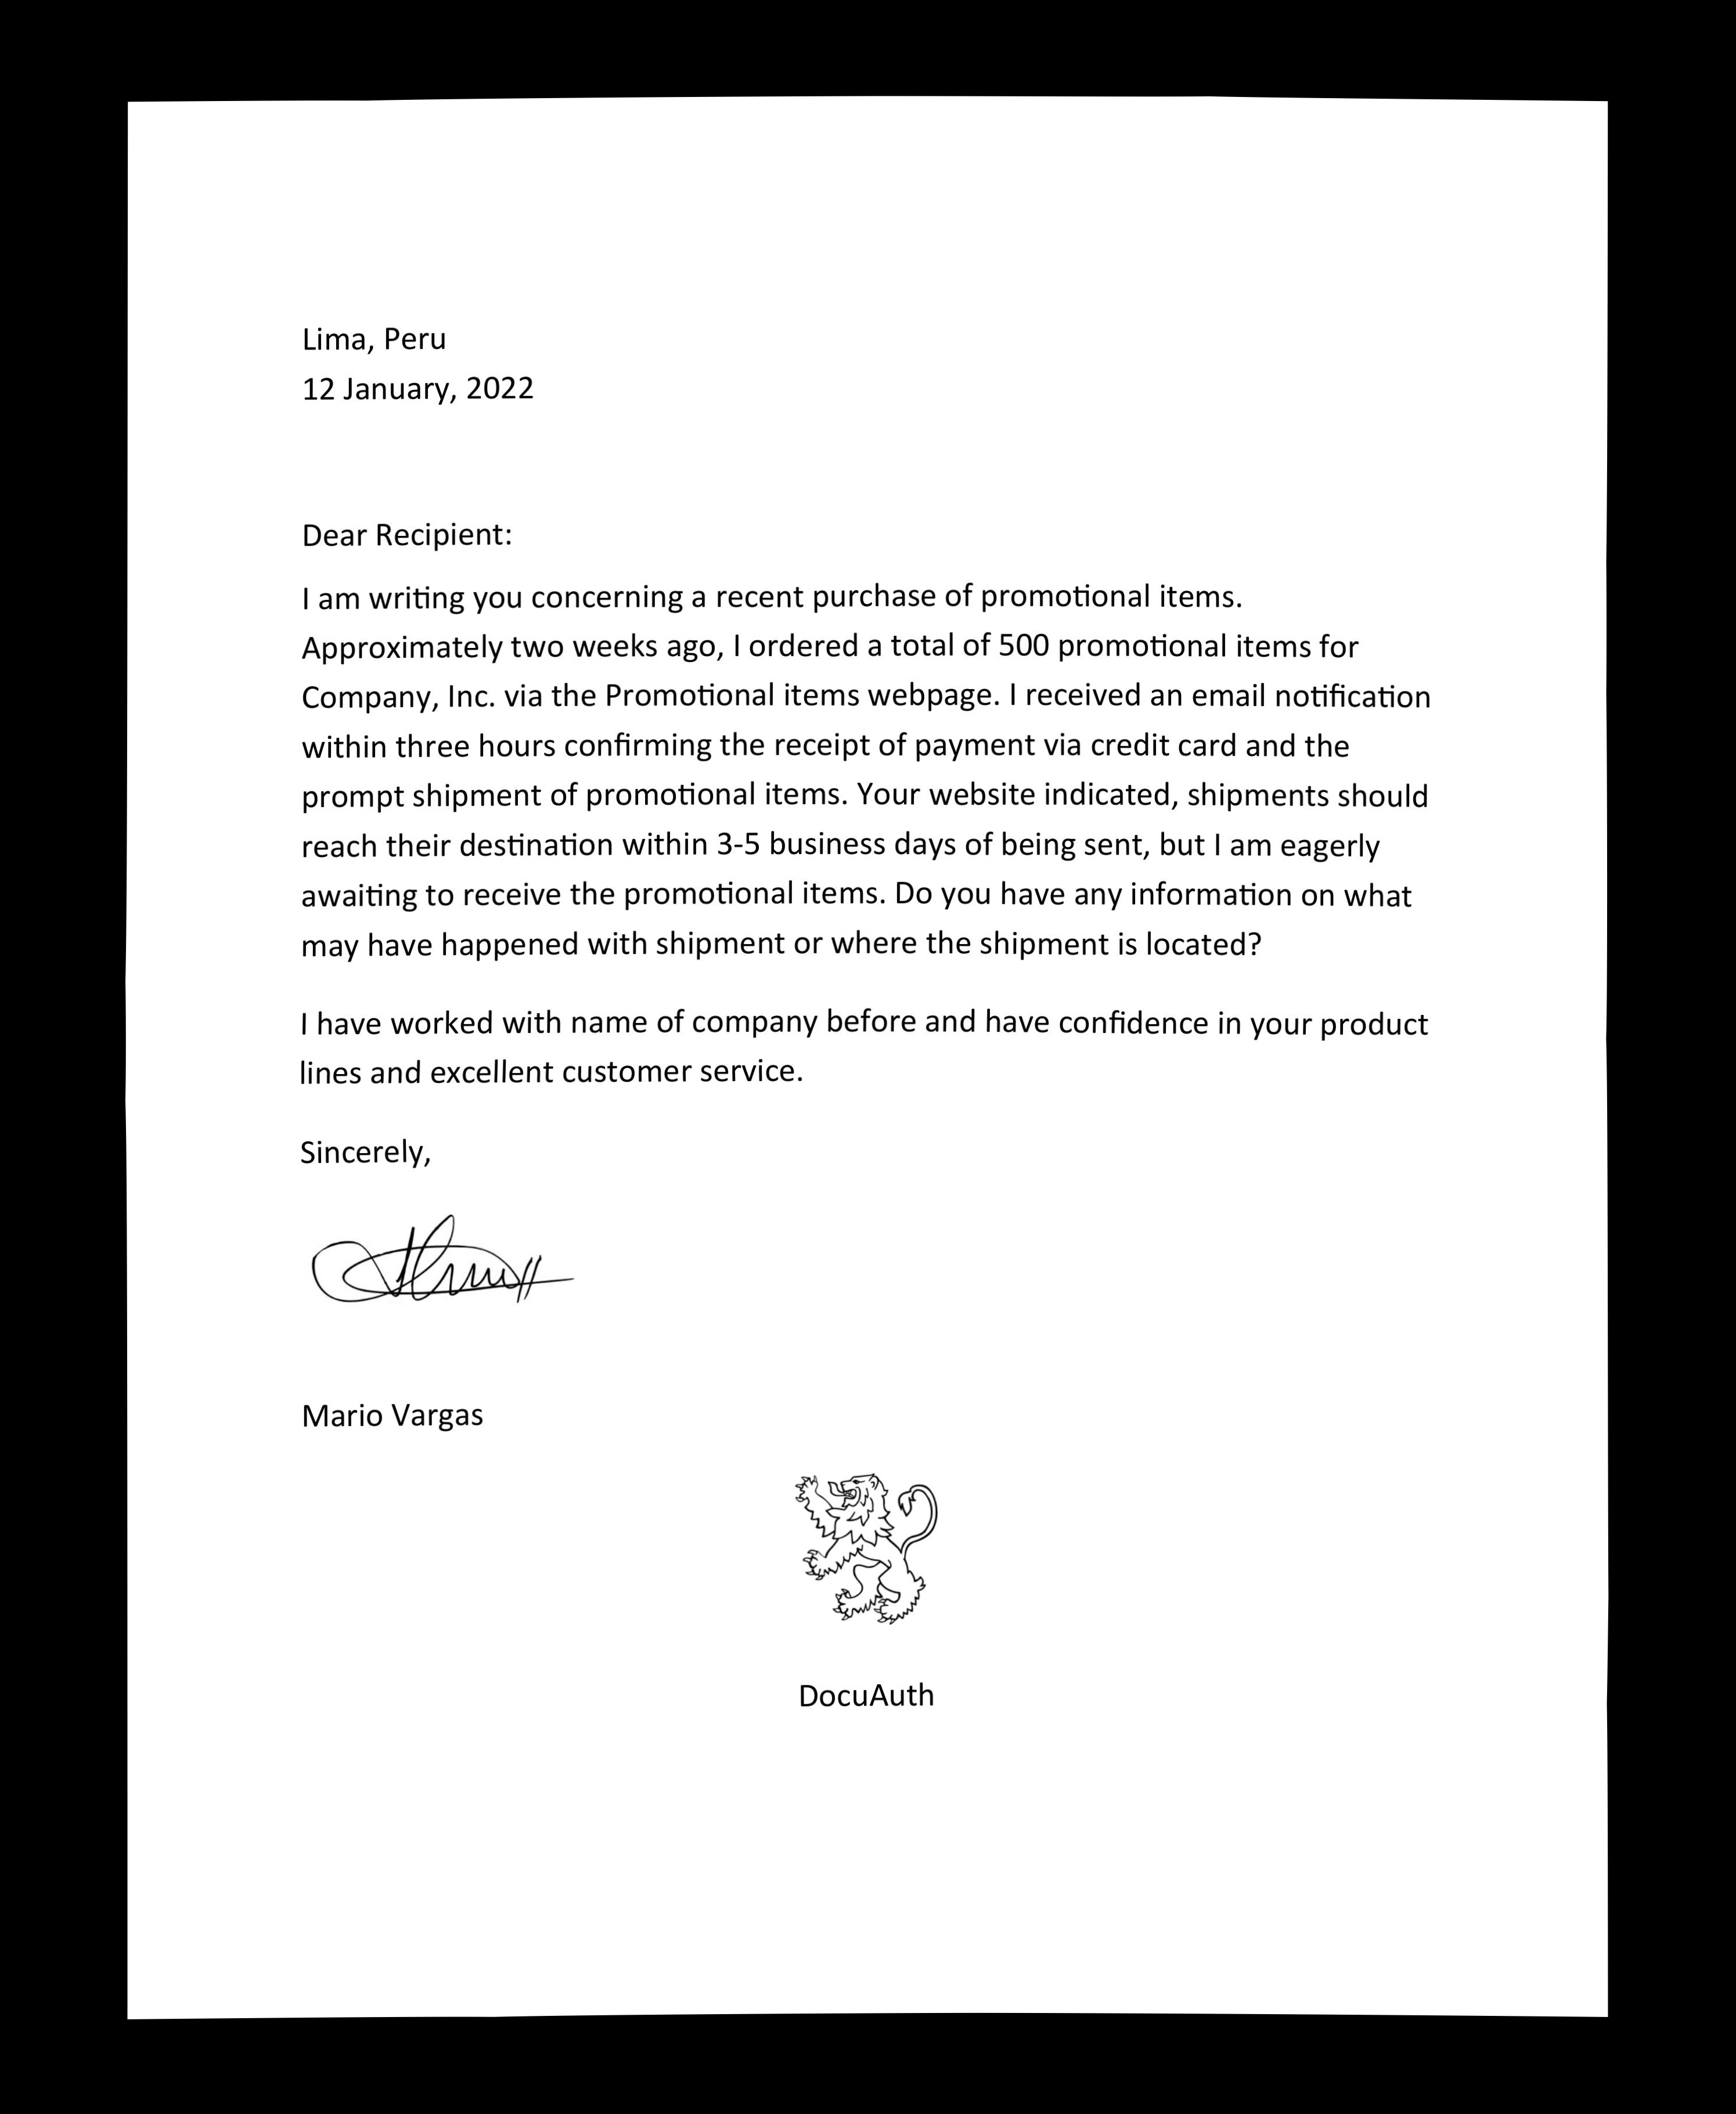 Lima, Peru
12 January, 2022
Dear Recipient:
I am writing you concerning a recent purchase of promotional items.
Approximately two weeks ago, I ordered a total of 500 promotional items for
Company, Inc. via the Promotional items webpage. I received an email notification
within three hours confirming the receipt of payment via credit card and the
prompt shipment of promotional items. Your website indicated, shipments should
reach their destination within 3-5 business days of being sent, but I am eagerly
awaiting to receive the promotional items. Do you have any information on what
may have happened with shipment or where the shipment is located?
I have worked with name of company before and have confidence in your product
lines and excellent customer service.
Sincerely,
Mario Vargas
DocuAuth